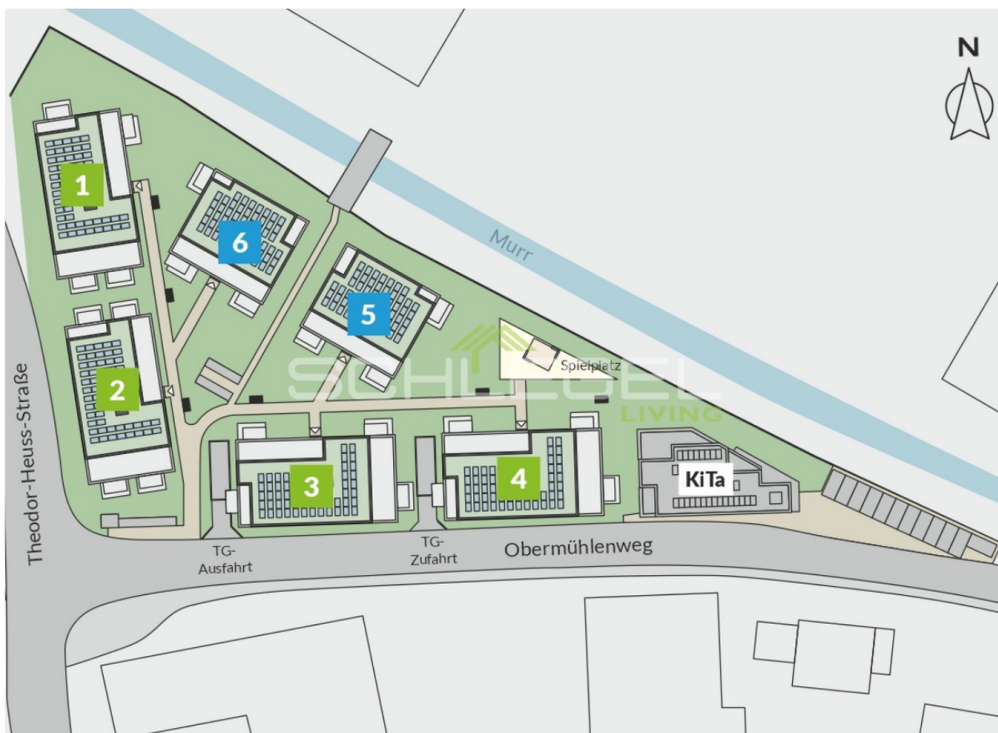 N
1
6
Murr
5
2
Theodor-Heuss-Straße
Spielplatz
SCHLEGEL
LIVING
3
4
KiTa
TG-
Ausfahrt
TG-
Zufahrt
Obermühlenweg